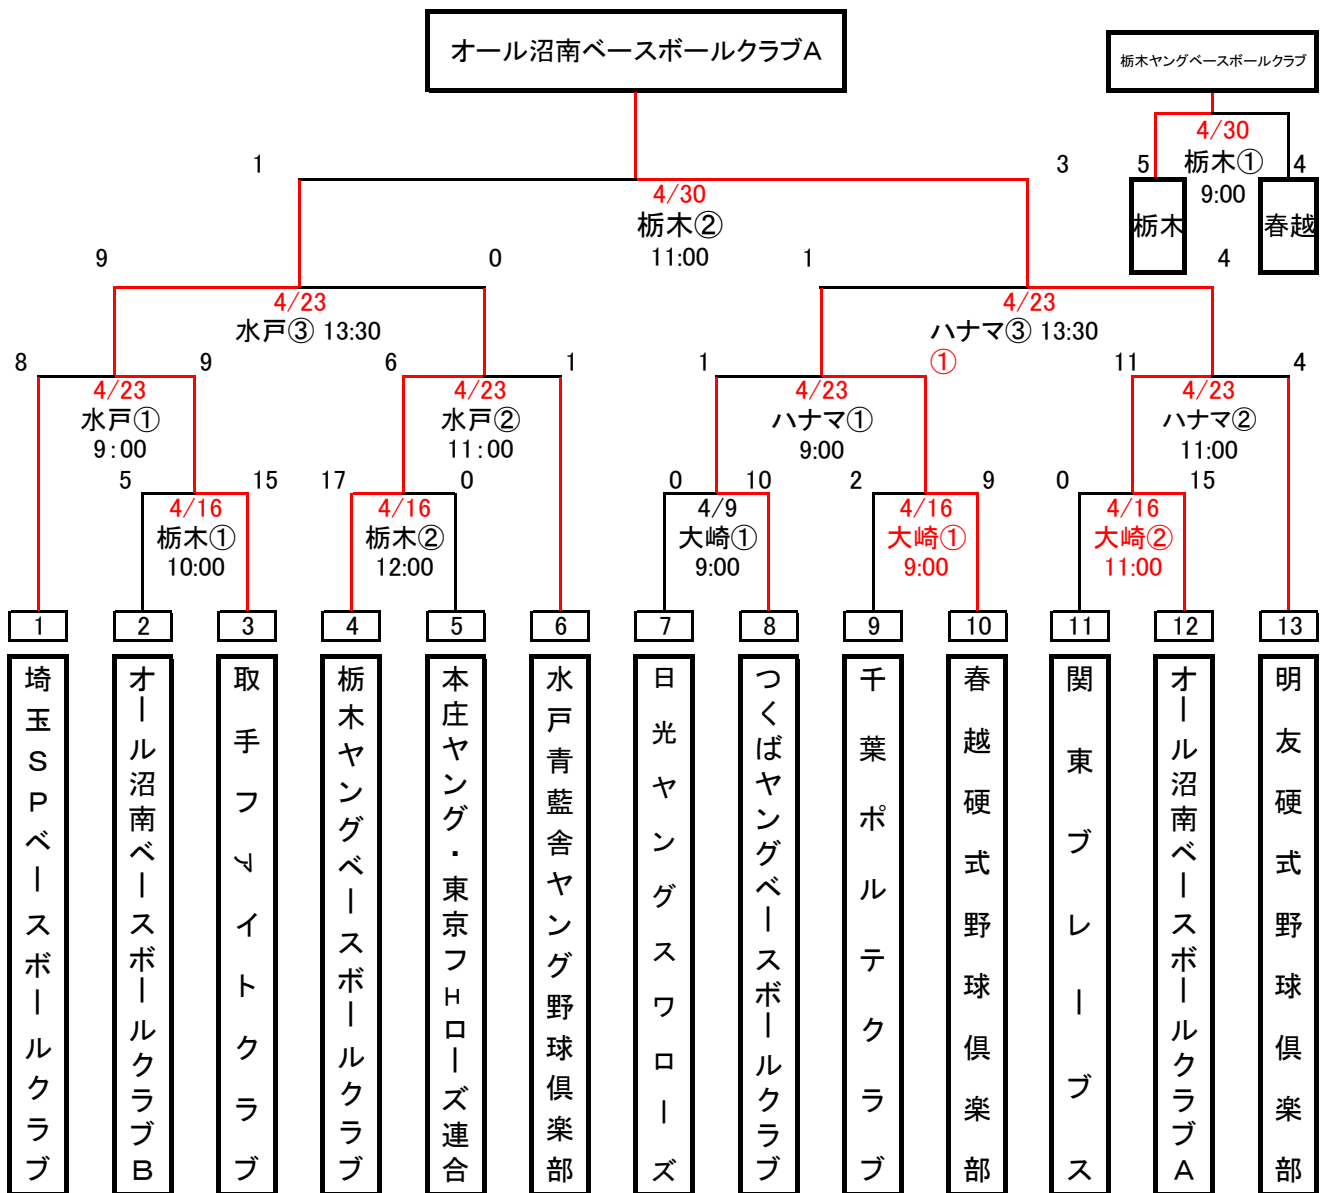 オール沼南ベースボールクラブA
栃木ヤングベースボールクラブ
4/30
栃木①
9:00
5
4
栃木
春越
4
1
3
4/30
栃木②
11:00
9
0
1
4/23
水戸③ 13:30
4/23
ハナマ③ 13:30
8
9
6
1
1
①
11
4
4/23
水戸①
9:00
4/23
水戸②
11:00
4/23
ハナマ①
9:00
4/23
ハナマ②
11:00
5
15
17
0
0
10
2
9
0
15
4/16
栃木①
10:00
4/16
栃木②
12:00
4/9
大崎①
9:00
4/16
大崎①
9:00
4/16
大崎②
11:00
1
2
3
4
5
6
7
8
9
10
11
12
13
埼玉SPベースボールクラブ
オール沼南ベースボールクラブB
取手ファイトクラブ
栃木ヤングベースボールクラブ
本庄ヤング・東京フHローズ連合
水戸青藍舎ヤング野球倶楽部
日光ヤングスワローズ
つくばヤングベースボールクラブ
千葉ポルテクラブ
春越硬式野球倶楽部
関東ブレーブス
オール沼南ベースボールクラブA
明友硬式野球倶楽部